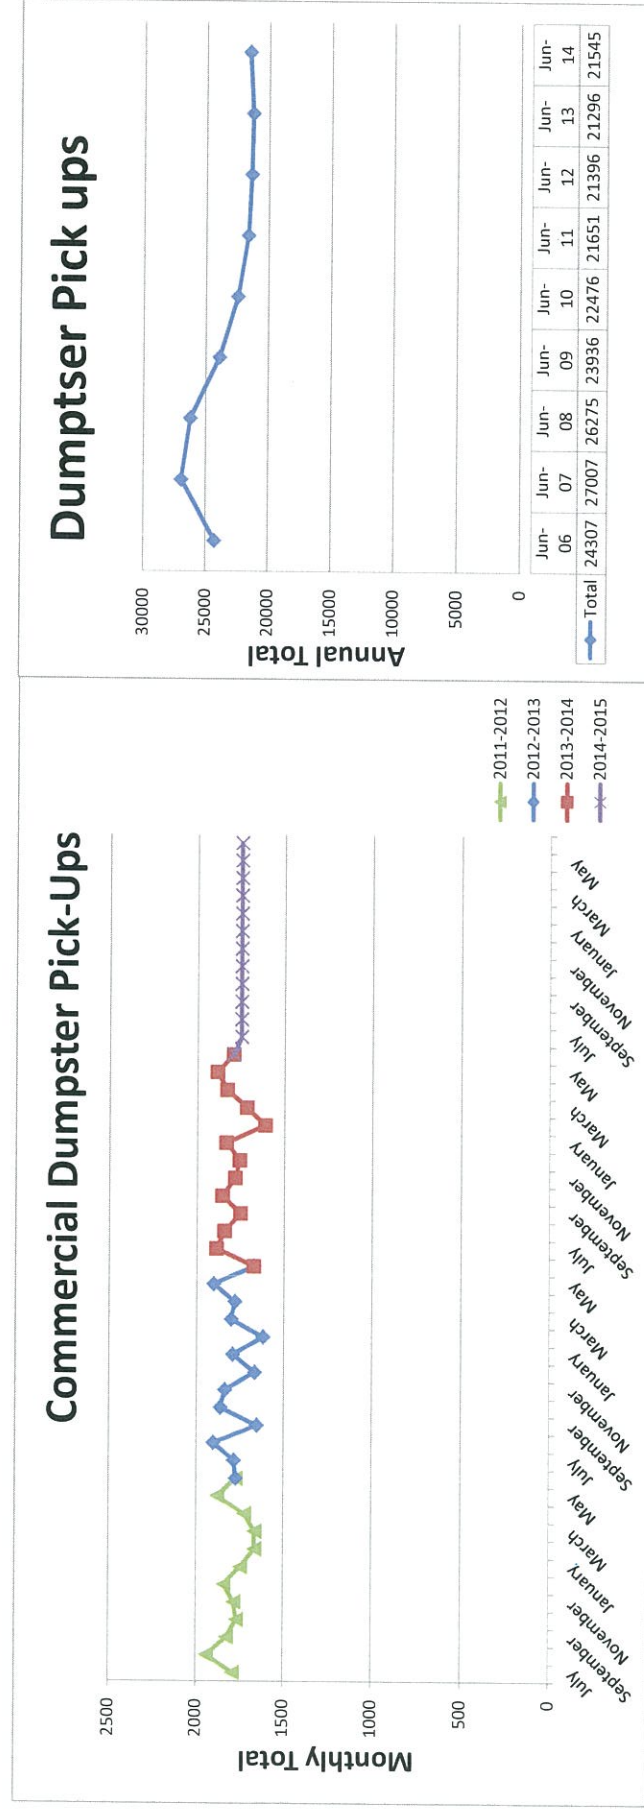 Commercial Dumpster Pick-Ups
Monthly Total
2500
2000
1500
1000
500
0
July
September
November
January
March
May
July
September
November
January
March
May
July
September
November
January
March
May
July
September
November
January
March
May
2011-2012
2012-2013
2013-2014
2014-2015
Dumptser Pick ups
Annual Total
30000
25000
20000
15000
10000
5000
0
Jun-06 Jun-07 Jun-08 Jun-09 Jun-10 Jun-11 Jun-12 Jun-13 Jun-14
Total 24307 27007 26275 23936 22476 21651 21396 21296 21545